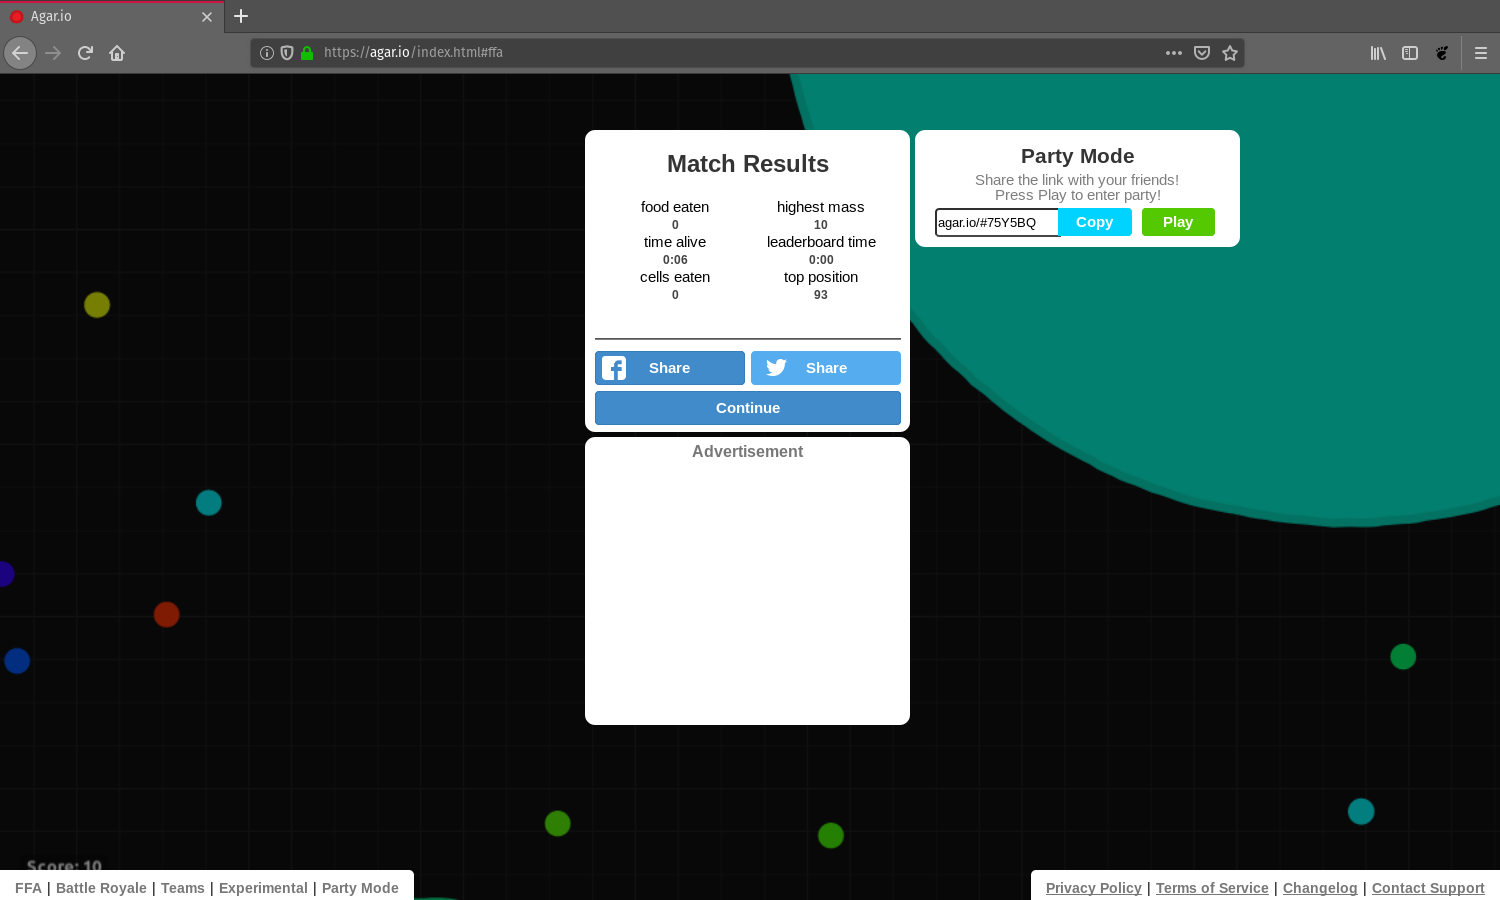 Agar.io
https://agar.io/index.html#ffa
Match Results
food eaten
0
highest mass
10
time alive
0:06
leaderboard time
0:00
cells eaten
0
top position
93
Share
Share
Continue
Advertisement
Party Mode
Share the link with your friends!
Press Play to enter party!
agar.io/#75Y5BQ
Copy
Play
Score: 10
FFA | Battle Royale | Teams | Experimental | Party Mode
Privacy Policy | Terms of Service | Changelog | Contact Support